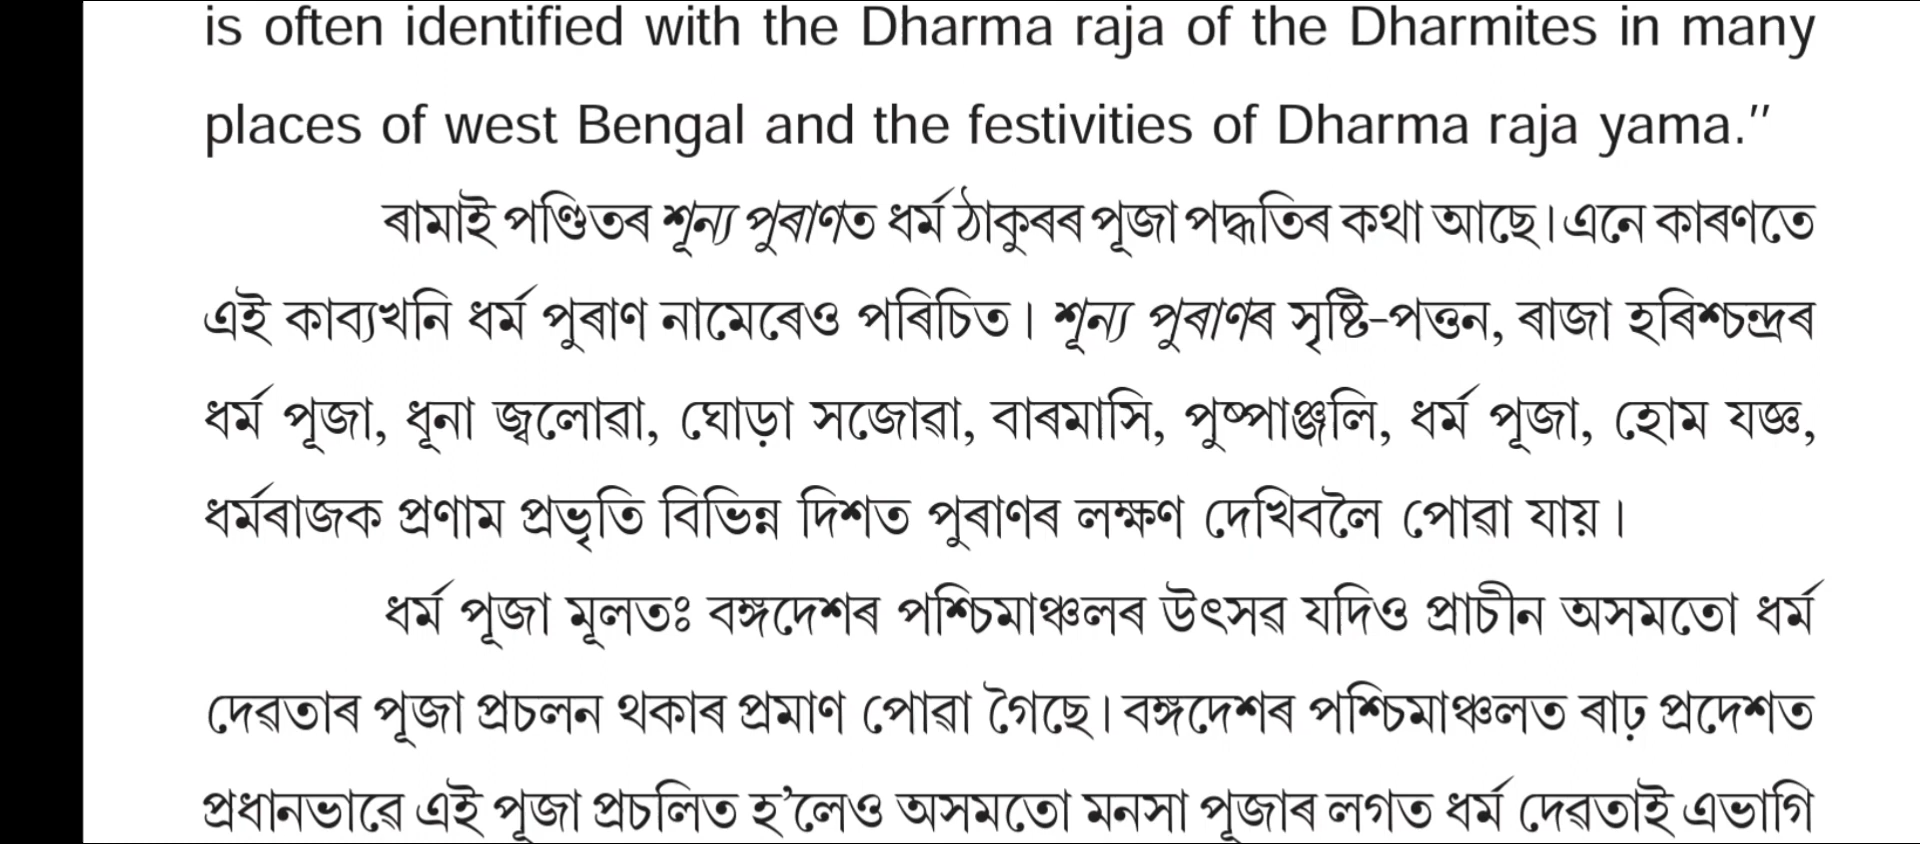 is often identified with the Dharma raja of the Dharmites in many
places of west Bengal and the festivities of Dharma raja yama.”
ৰামাই পণ্ডিতৰ শূন্য পুৰাণত ধৰ্ম ঠাকুৰৰ পূজা পদ্ধতিৰ কথা আছে। এনে কাৰণতে
এই কাব্যখনি ধৰ্ম পুৰাণ নামেৰেও পৰিচিত। শূন্য পুৰাণৰ সৃষ্টি-পত্তন, ৰাজা হৰিশ্চন্দ্ৰৰ
ধৰ্ম পূজা, ধূনা জ্বলোৱা, ঘোড়া সজোৱা, বাৰমাসি, পুষ্পাঞ্জলি, ধৰ্ম পূজা, হোম যজ্ঞ,
ধৰ্মৰাজক প্ৰণাম প্ৰভৃতি বিভিন্ন দিশত পুৰাণৰ লক্ষণ দেখিবলৈ পোৱা যায়।
ধৰ্ম পূজা মূলতঃ বঙ্গদেশৰ পশ্চিমাঞ্চলৰ উৎসৱ যদিও প্ৰাচীন অসমতো ধৰ্ম
দেৱতাৰ পূজা প্ৰচলন থকাৰ প্ৰমাণ পোৱা গৈছে। বঙ্গদেশৰ পশ্চিমাঞ্চলত ৰাঢ় প্ৰদেশত
প্ৰধানভাৱে এই পূজা প্ৰচলিত হ’লেও অসমতো মনসা পূজাৰ লগত ধৰ্ম দেৱতাই এভাগি